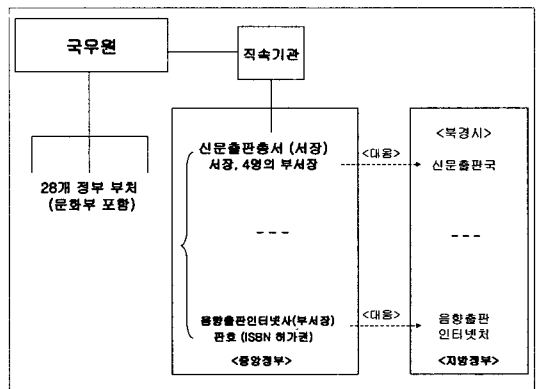 국우원
직속기관
28개 정부 부처
(문화부 포함)
신문출판총서 (서장)
서장, 4명의 부서장
음향출판인터넷사(부서장)
판호 (ISBN 허가권)
<중앙정부>
<대응>
<대응>
<북경시>
신문출판국
음향출판
인터넷처
<지방정부>